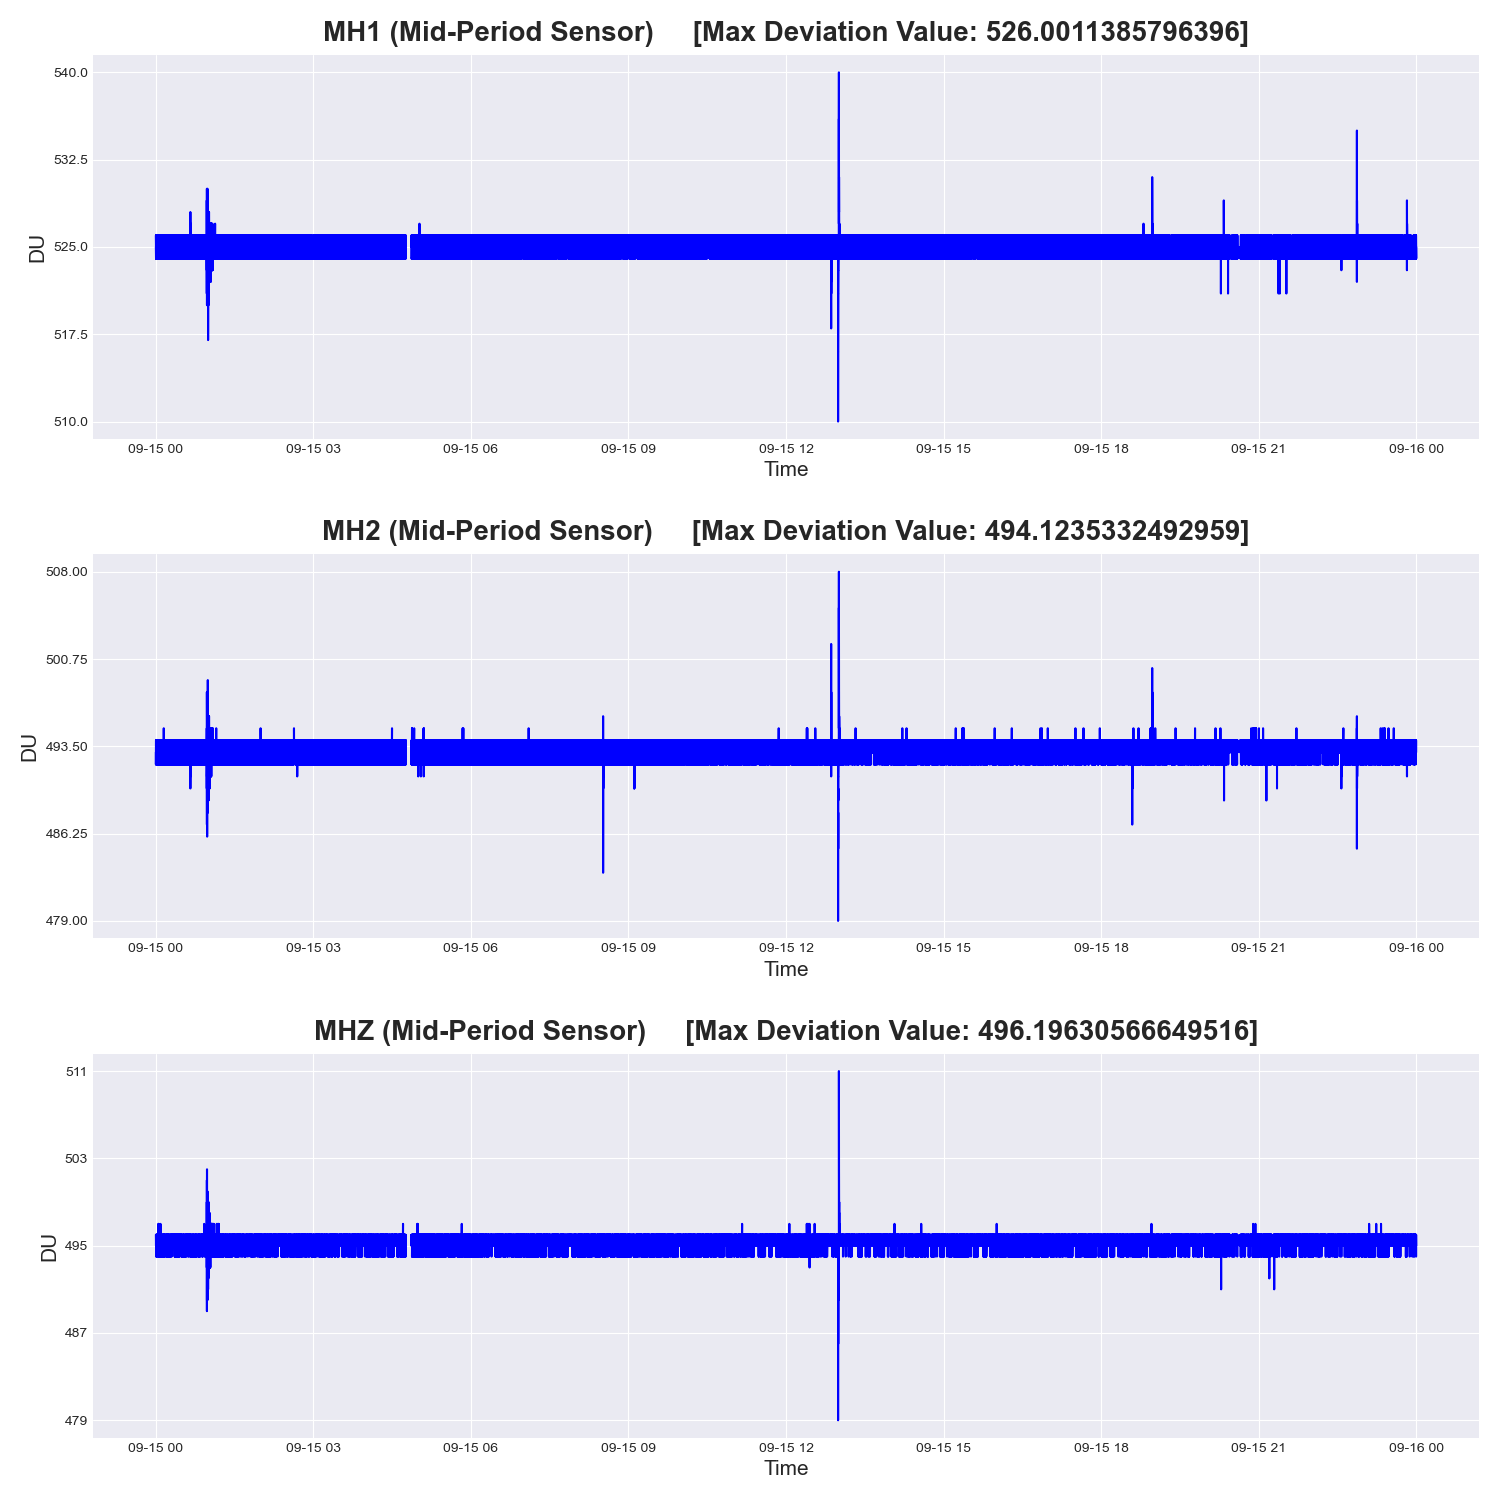 MH1 (Mid-Period Sensor) [Max Deviation Value: 526.0011385796396]
540.0
532.5
525.0
517.5
510.0
DU
09-15 00 09-15 03 09-15 06 09-15 09 09-15 12 09-15 15 09-15 18 09-15 21 09-16 00
Time
MH2 (Mid-Period Sensor) [Max Deviation Value: 494.1235332492959]
508.00
500.75
493.50
486.25
479.00
DU
09-15 00 09-15 03 09-15 06 09-15 09 09-15 12 09-15 15 09-15 18 09-15 21 09-16 00
Time
MHZ (Mid-Period Sensor) [Max Deviation Value: 496.19630566649516]
511
503
495
487
479
DU
09-15 00 09-15 03 09-15 06 09-15 09 09-15 12 09-15 15 09-15 18 09-15 21 09-16 00
Time